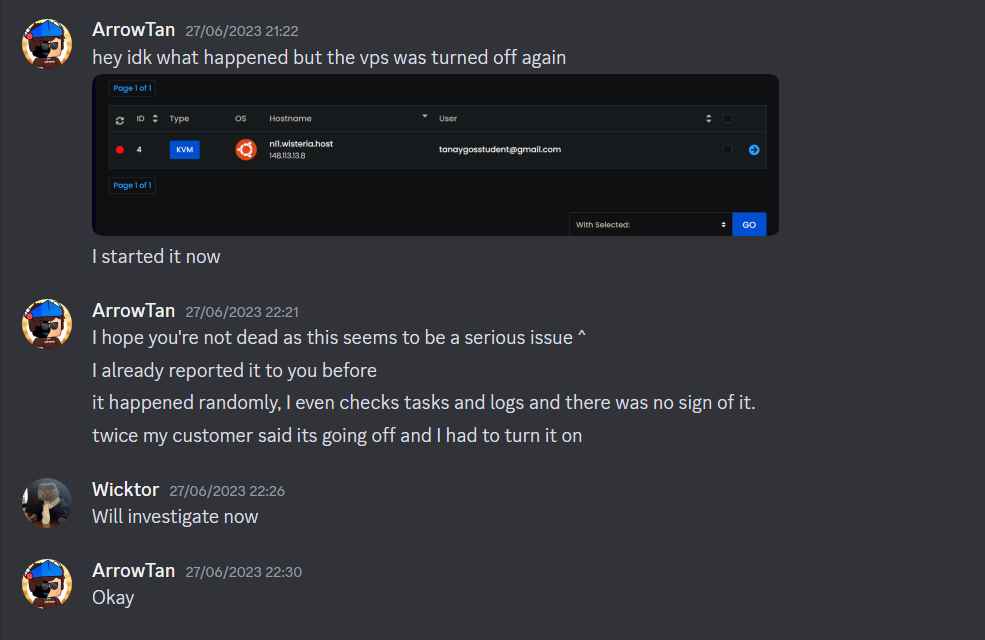 ArrowTan 27/06/2023 21:22
hey idk what happened but the vps was turned off again
Page 1 of 1
ID Type OS Hostname User
4 KVM nl1.wisteria.host tanaygosstudent@gmail.com
148.113.13.8
Page 1 of 1
With Selected: GO
I started it now
ArrowTan 27/06/2023 22:21
I hope you're not dead as this seems to be a serious issue ^
I already reported it to you before
it happened randomly, I even checks tasks and logs and there was no sign of it.
twice my customer said its going off and I had to turn it on
Wicktor 27/06/2023 22:26
Will investigate now
ArrowTan 27/06/2023 22:30
Okay